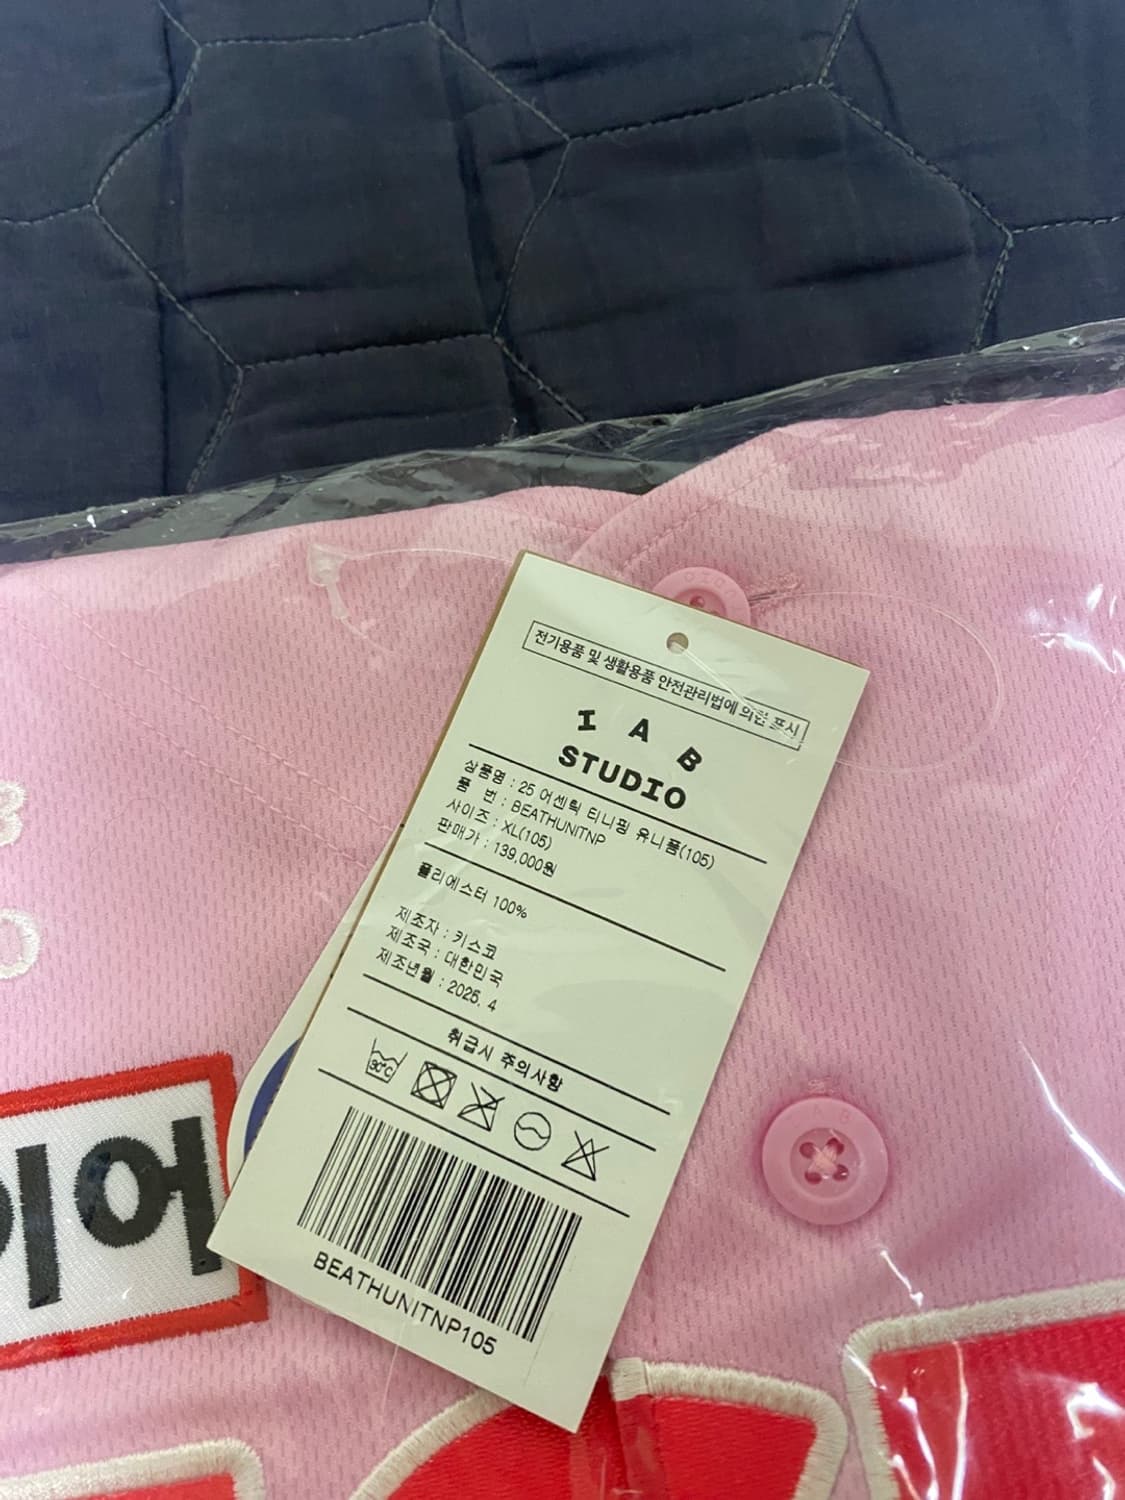 전기용품 및 생활용품 안전관리법에 의한 표시
I A B
STUDIO
상품명 : 25 어센틱 티니핑 유니폼(105)
품 번 : BEATHUNITNP
사이즈 : XL(105)
판매가 : 139,000원
폴리에스터 100%
제조자 : 키스코
제조국 : 대한민국
제조년월 : 2025. 4
취급시 주의사항
30℃
BEATHUNITNP105